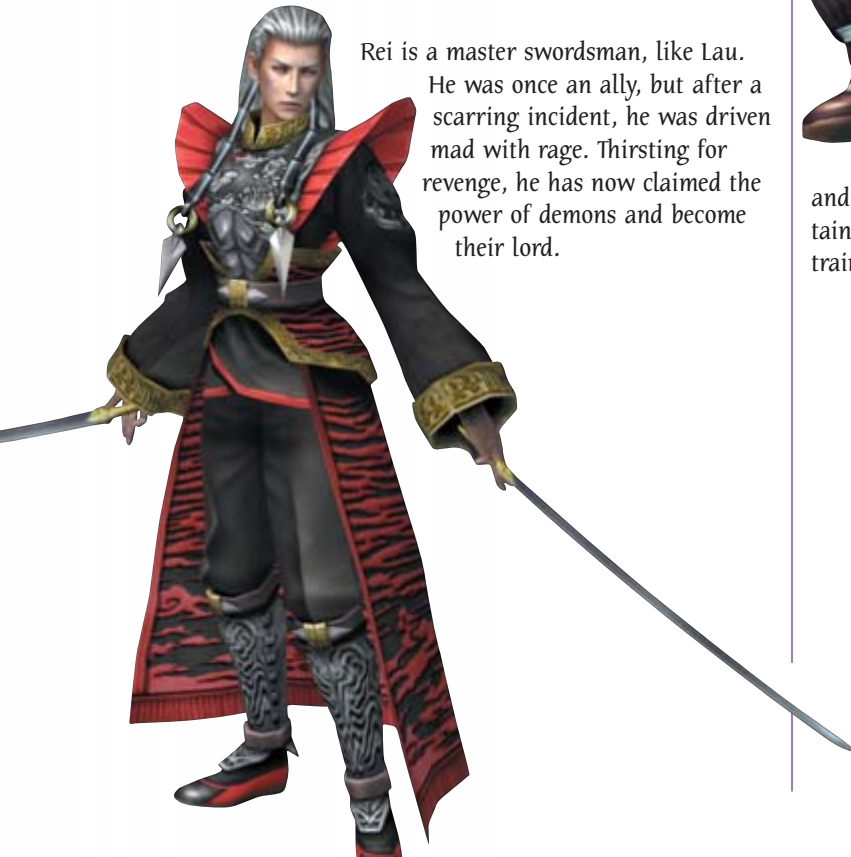 Rei is a master swordsman, like Lau.
He was once an ally, but after a
scarring incident, he was driven
mad with rage. Thirsting for
revenge, he has now claimed the
power of demons and become
their lord.
and
tain